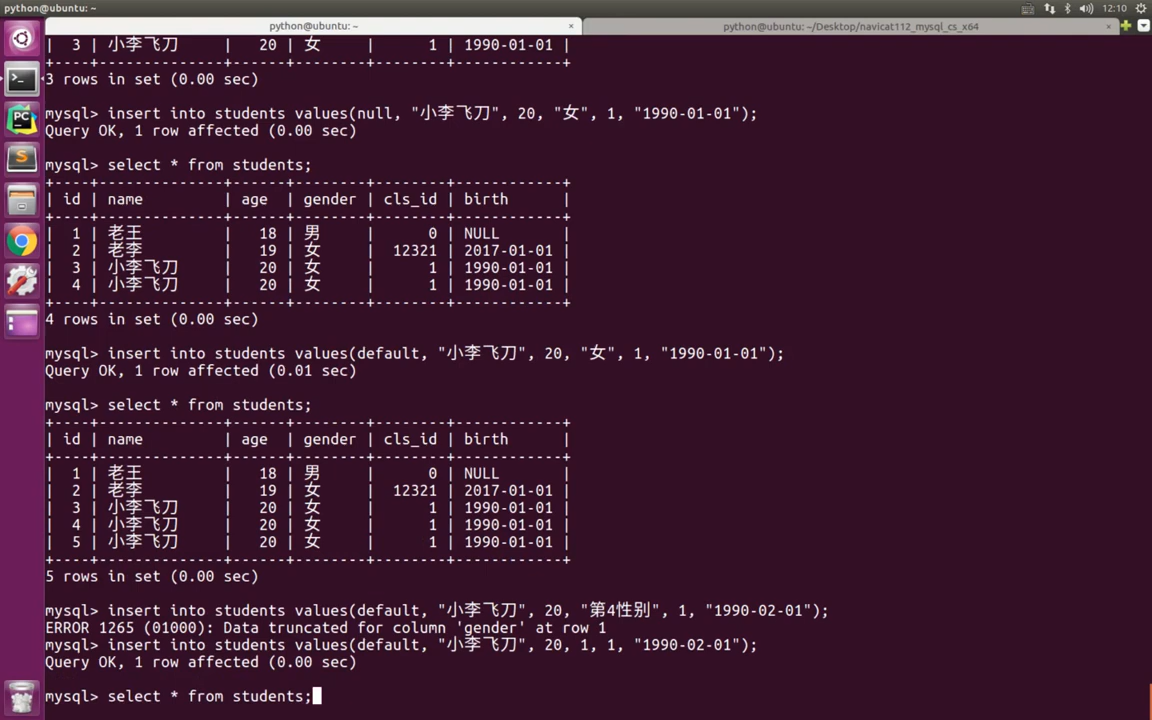 python@ubuntu: ~
12:10
python@ubuntu: ~ ×
python@ubuntu: ~/Desktop/navicat112_mysql_cs_x64 ×
|  3 | 小李飞刀     |   20 | 女     |      1 | 1990-01-01 |
+----+--------------+------+--------+--------+------------+
3 rows in set (0.00 sec)
mysql> insert into students values(null, "小李飞刀", 20, "女", 1, "1990-01-01");
Query OK, 1 row affected (0.00 sec)
mysql> select * from students;
+----+--------------+------+--------+--------+------------+
| id | name         | age  | gender | cls_id | birth      |
+----+--------------+------+--------+--------+------------+
|  1 | 老王         |   18 | 男     |      0 | NULL       |
|  2 | 老李         |   19 | 女     |  12321 | 2017-01-01 |
|  3 | 小李飞刀     |   20 | 女     |      1 | 1990-01-01 |
|  4 | 小李飞刀     |   20 | 女     |      1 | 1990-01-01 |
+----+--------------+------+--------+--------+------------+
4 rows in set (0.00 sec)
mysql> insert into students values(default, "小李飞刀", 20, "女", 1, "1990-01-01");
Query OK, 1 row affected (0.01 sec)
mysql> select * from students;
+----+--------------+------+--------+--------+------------+
| id | name         | age  | gender | cls_id | birth      |
+----+--------------+------+--------+--------+------------+
|  1 | 老王         |   18 | 男     |      0 | NULL       |
|  2 | 老李         |   19 | 女     |  12321 | 2017-01-01 |
|  3 | 小李飞刀     |   20 | 女     |      1 | 1990-01-01 |
|  4 | 小李飞刀     |   20 | 女     |      1 | 1990-01-01 |
|  5 | 小李飞刀     |   20 | 女     |      1 | 1990-01-01 |
+----+--------------+------+--------+--------+------------+
5 rows in set (0.00 sec)
mysql> insert into students values(default, "小李飞刀", 20, "第4性别", 1, "1990-02-01");
ERROR 1265 (01000): Data truncated for column 'gender' at row 1
mysql> insert into students values(default, "小李飞刀", 20, 1, 1, "1990-02-01");
Query OK, 1 row affected (0.00 sec)
mysql> select * from students;